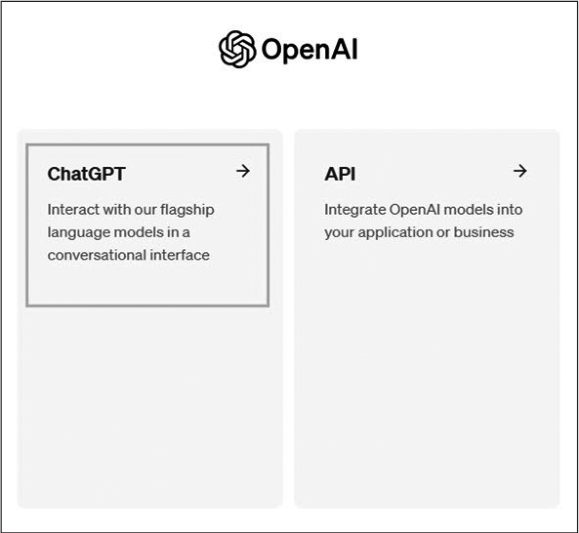 OpenAI
ChatGPT
Interact with our flagship
language models in a
conversational interface
API
Integrate OpenAI models into
your application or business